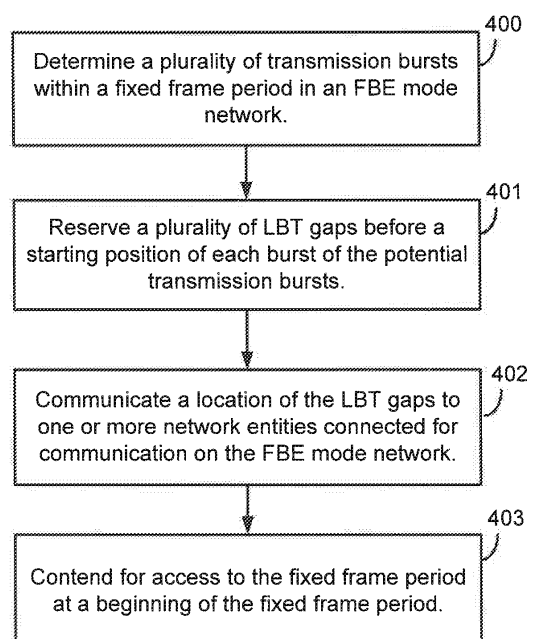 400
Determine a plurality of transmission bursts
within a fixed frame period in an FBE mode
network.
401
Reserve a plurality of LBT gaps before a
starting position of each burst of the potential
transmission bursts.
402
Communicate a location of the LBT gaps to
one or more network entities connected for
communication on the FBE mode network.
403
Contend for access to the fixed frame period
at a beginning of the fixed frame period.